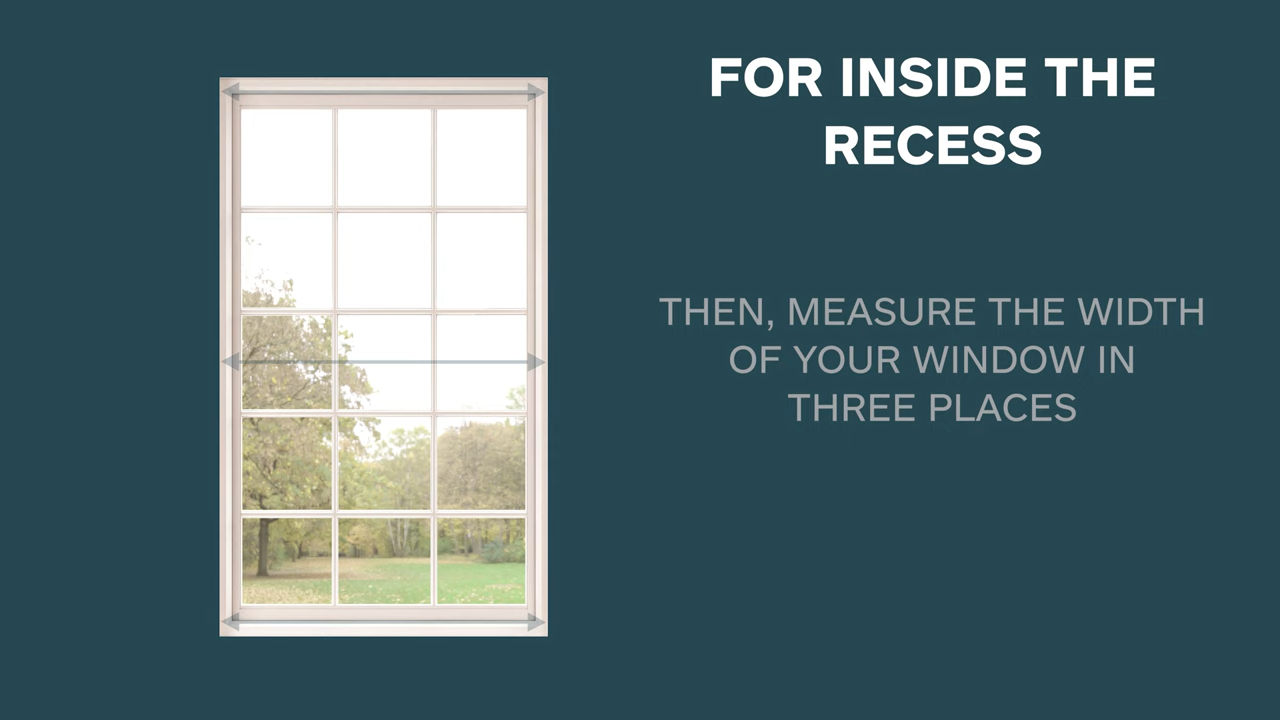 FOR INSIDE THE
RECESS
THEN, MEASURE THE WIDTH
OF YOUR WINDOW IN
THREE PLACES